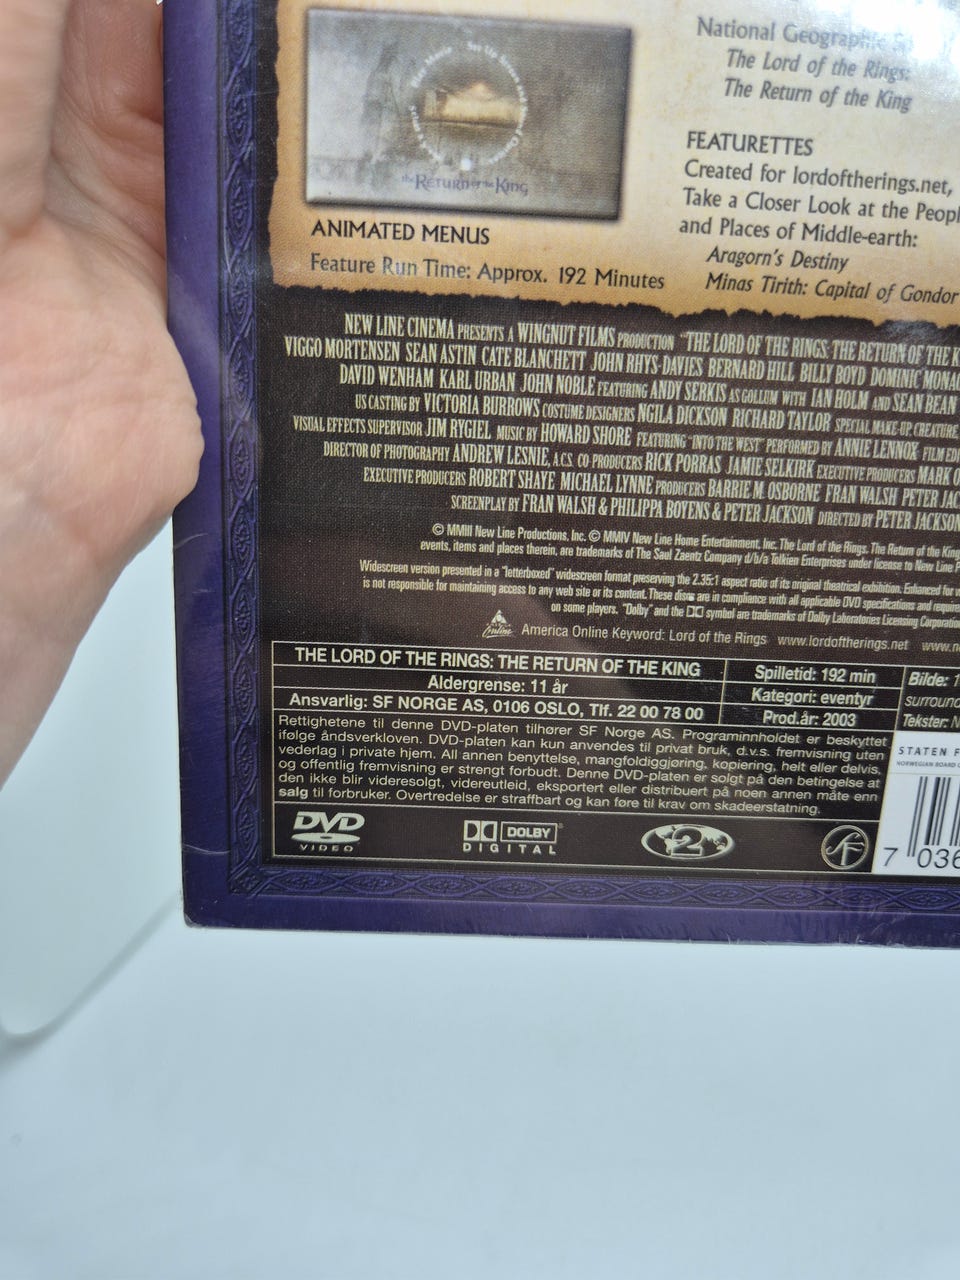 National Geographic
The Lord of the Rings:
The Return of the King
the RETURN of the KING
FEATURETTES
Created for lordoftherings.net,
Take a Closer Look at the Peopl
and Places of Middle-earth:
Aragorn's Destiny
Minas Tirith: Capital of Gondor
ANIMATED MENUS
Feature Run Time: Approx. 192 Minutes
NEW LINE CINEMA PRESENTS A WINGNUT FILMS PRODUCTION "THE LORD OF THE RINGS: THE RETURN OF THE K
VIGGO MORTENSEN SEAN ASTIN CATE BLANCHETT JOHN RHYS-DAVIES BERNARD HILL BILLY BOYD DOMINIC MONAG
DAVID WENHAM KARL URBAN JOHN NOBLE FEATURING ANDY SERKIS AS GOLLUM WITH IAN HOLM AND SEAN BEAN
US CASTING BY VICTORIA BURROWS COSTUME DESIGNERS NGILA DICKSON RICHARD TAYLOR SPECIAL MAKE-UP, CREATURE
VISUAL EFFECTS SUPERVISOR JIM RYGIEL MUSIC BY HOWARD SHORE FEATURING "INTO THE WEST" PERFORMED BY ANNIE LENNOX FILM EDI
DIRECTOR OF PHOTOGRAPHY ANDREW LESNIE, A.C.S. CO PRODUCERS RICK PORRAS JAMIE SELKIRK EXECUTIVE PRODUCERS MARK O
EXECUTIVE PRODUCERS ROBERT SHAYE MICHAEL LYNNE PRODUCERS BARRIE M. OSBORNE FRAN WALSH PETER JAC
SCREENPLAY BY FRAN WALSH & PHILIPPA BOYENS & PETER JACKSON DIRECTED BY PETER JACKSON
© MMIII New Line Productions, Inc. © MMIV New Line Home Entertainment, Inc. The Lord of the Rings, The Return of the King
events, items and places therein, are trademarks of The Saul Zaentz Company d/b/a Tolkien Enterprises under license to New Line P
Widescreen version presented in a "letterboxed" widescreen format preserving the 2.35:1 aspect ratio of its original theatrical exhibition. Enhanced for w
is not responsible for maintaining access to any web site or its content. These discs are in compliance with all applicable DVD specifications and requir
on some players. "Dolby" and the DD symbol are trademarks of Dolby Laboratories Licensing Corporatio
America Online Keyword: Lord of the Rings www.lordoftherings.net www.n
THE LORD OF THE RINGS: THE RETURN OF THE KING
Aldergrense: 11 år
Ansvarlig: SF NORGE AS, 0106 OSLO, Tlf. 22 00 78 00
Spilletid: 192 min
Kategori: eventyr
Prod.år: 2003
Bilde: 1
surround
Tekster: N
Rettighetene til denne DVD-platen tilhører SF Norge AS. Programinnholdet er beskyttet
ifølge åndsverkloven. DVD-platen kan kun anvendes til privat bruk, d.v.s. fremvisning uten
vederlag i private hjem. All annen benyttelse, mangfoldiggjøring, kopiering, helt eller delvis,
og offentlig fremvisning er strengt forbudt. Denne DVD-platen er solgt på den betingelse at
den ikke blir videresolgt, videreutleid, eksportert eller distribuert på noen annen måte enn
salg til forbruker. Overtredelse er straffbart og kan føre til krav om skadeerstatning.
STATEN F
NORWEGIAN BOARD O
DVD
VIDEO
DOLBY
DIGITAL
2
SF
7 036